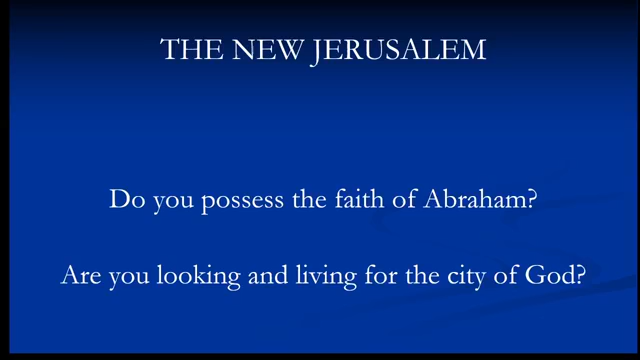 THE NEW JERUSALEM
Do you possess the faith of Abraham?
Are you looking and living for the city of God?